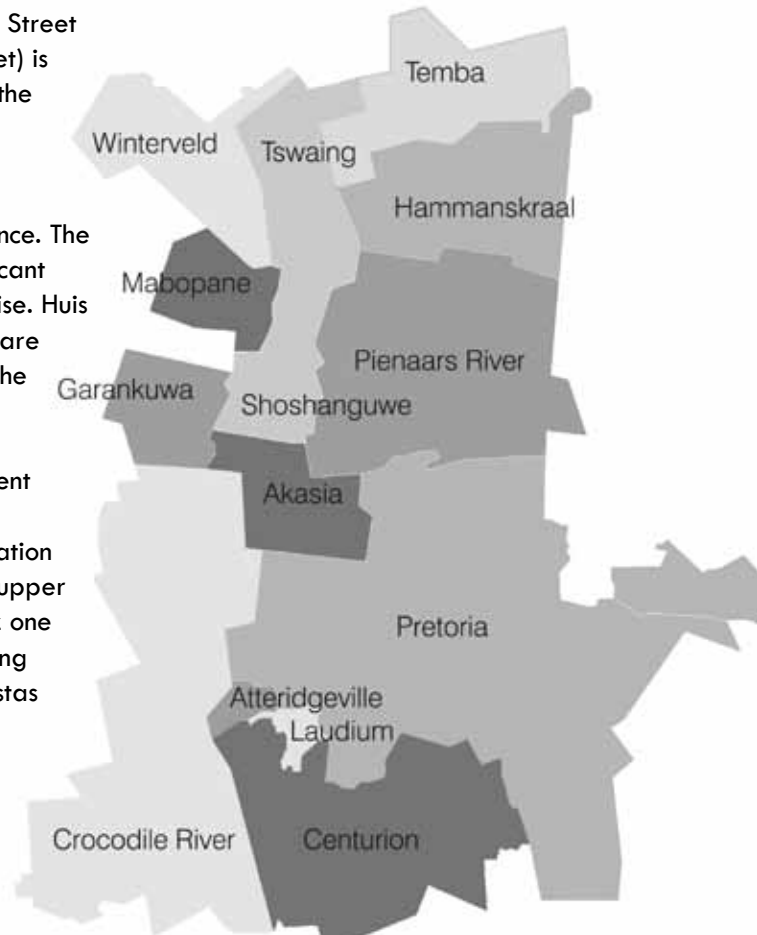 Street
et) is
the
nce. The
cant
ise. Huis
are
he
ent
ation
upper
t one
ng
stas
Temba
Winterveld
Tswaing
Hammanskraal
Mabopane
Pienaars River
Garankuwa
Shoshanguwe
Akasia
Pretoria
Atteridgeville
Laudium
Crocodile River
Centurion